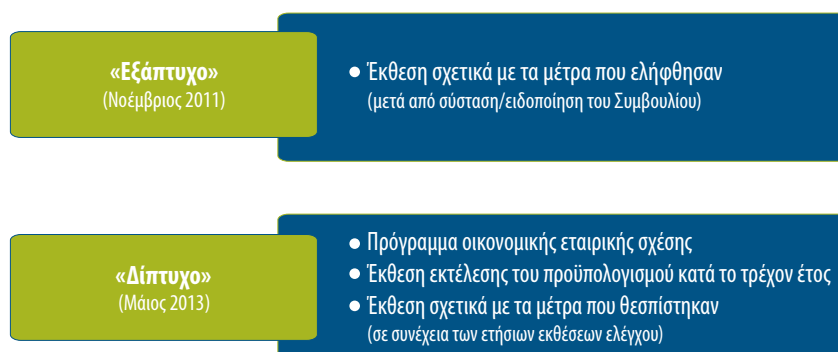 «Εξάπτυχο»
(Νοέμβριος 2011)
• Έκθεση σχετικά με τα μέτρα που ελήφθησαν
(μετά από σύσταση/ειδοποίηση του Συμβουλίου)
«Δίπτυχο»
(Μάιος 2013)
• Πρόγραμμα οικονομικής εταιρικής σχέσης
• Έκθεση εκτέλεσης του προϋπολογισμού κατά το τρέχον έτος
• Έκθεση σχετικά με τα μέτρα που θεσπίστηκαν
(σε συνέχεια των ετήσιων εκθέσεων ελέγχου)